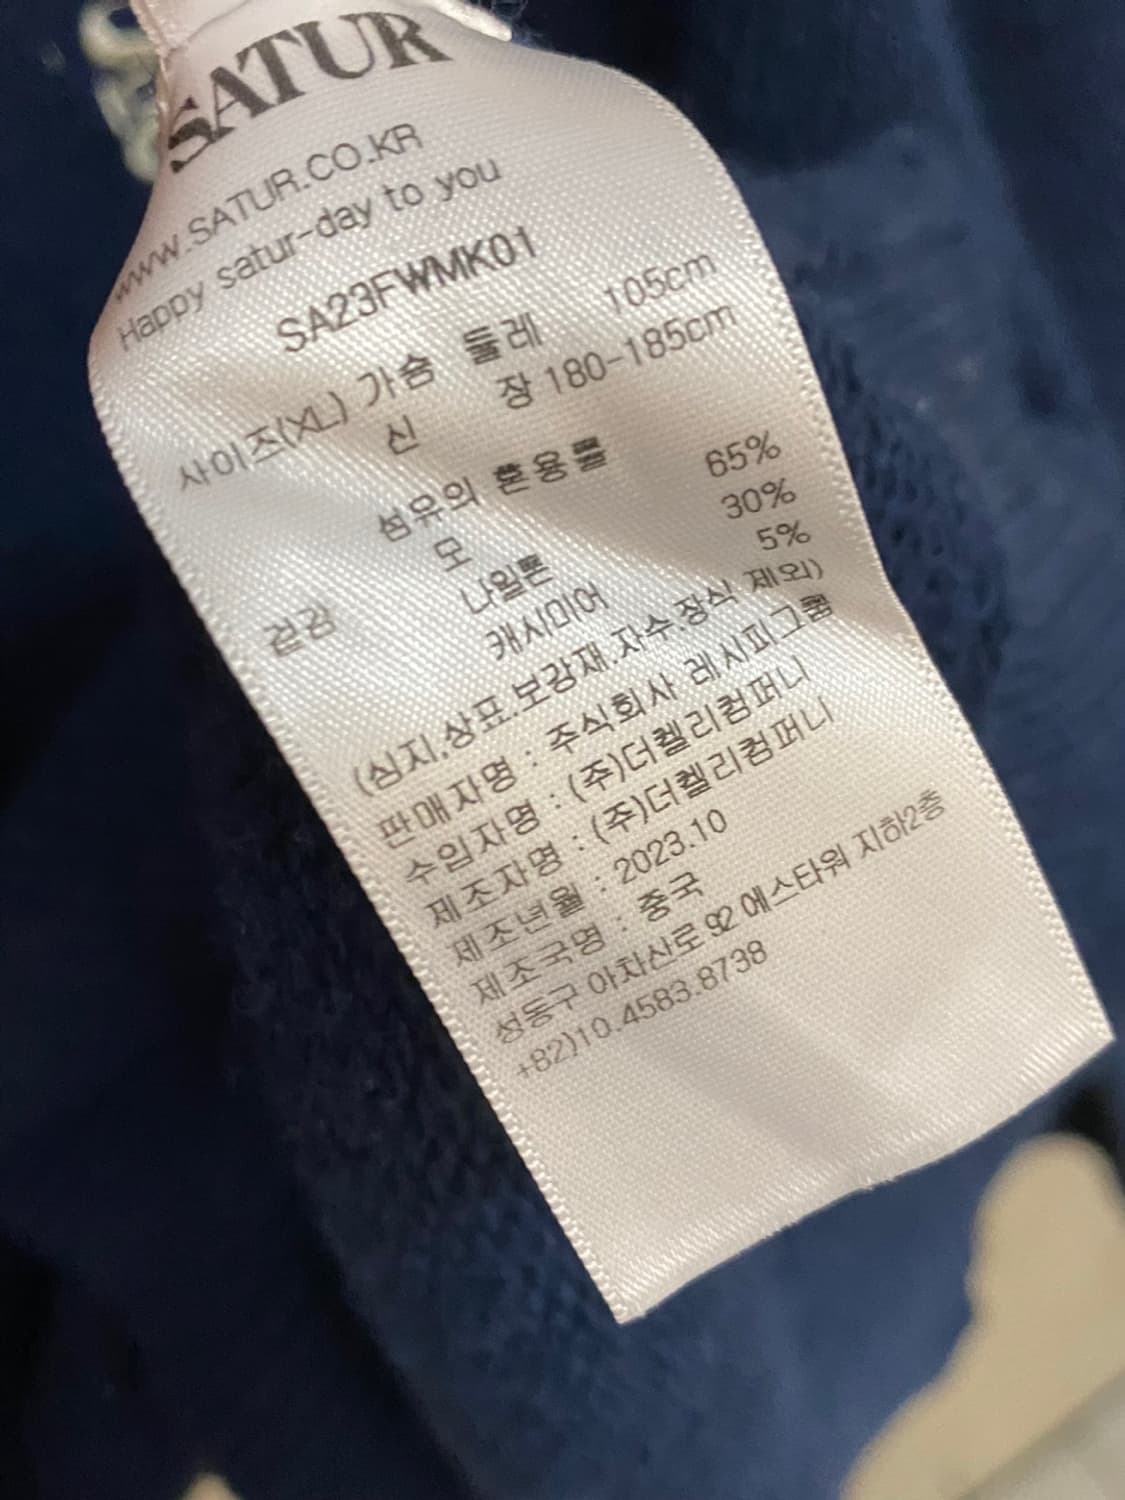 SATUR
www.SATUR.CO.KR
Happy satur-day to you
SA23FWMK01
사이즈(XL) 가슴 둘레 105cm
신 장 180-185cm
섬유의 혼용률
겉감 모 65%
나일론 30%
캐시미어 5%
(심지.상표.보강재.자수.장식 제외)
판매자명 : 주식회사 레시피그룹
수입자명 : (주)더켈리컴퍼니
제조자명 : (주)더켈리컴퍼니
제조년월 : 2023.10
제조국명 : 중국
성동구 아차산로 92 에스타워 지하2층
+82)10.4583.8738